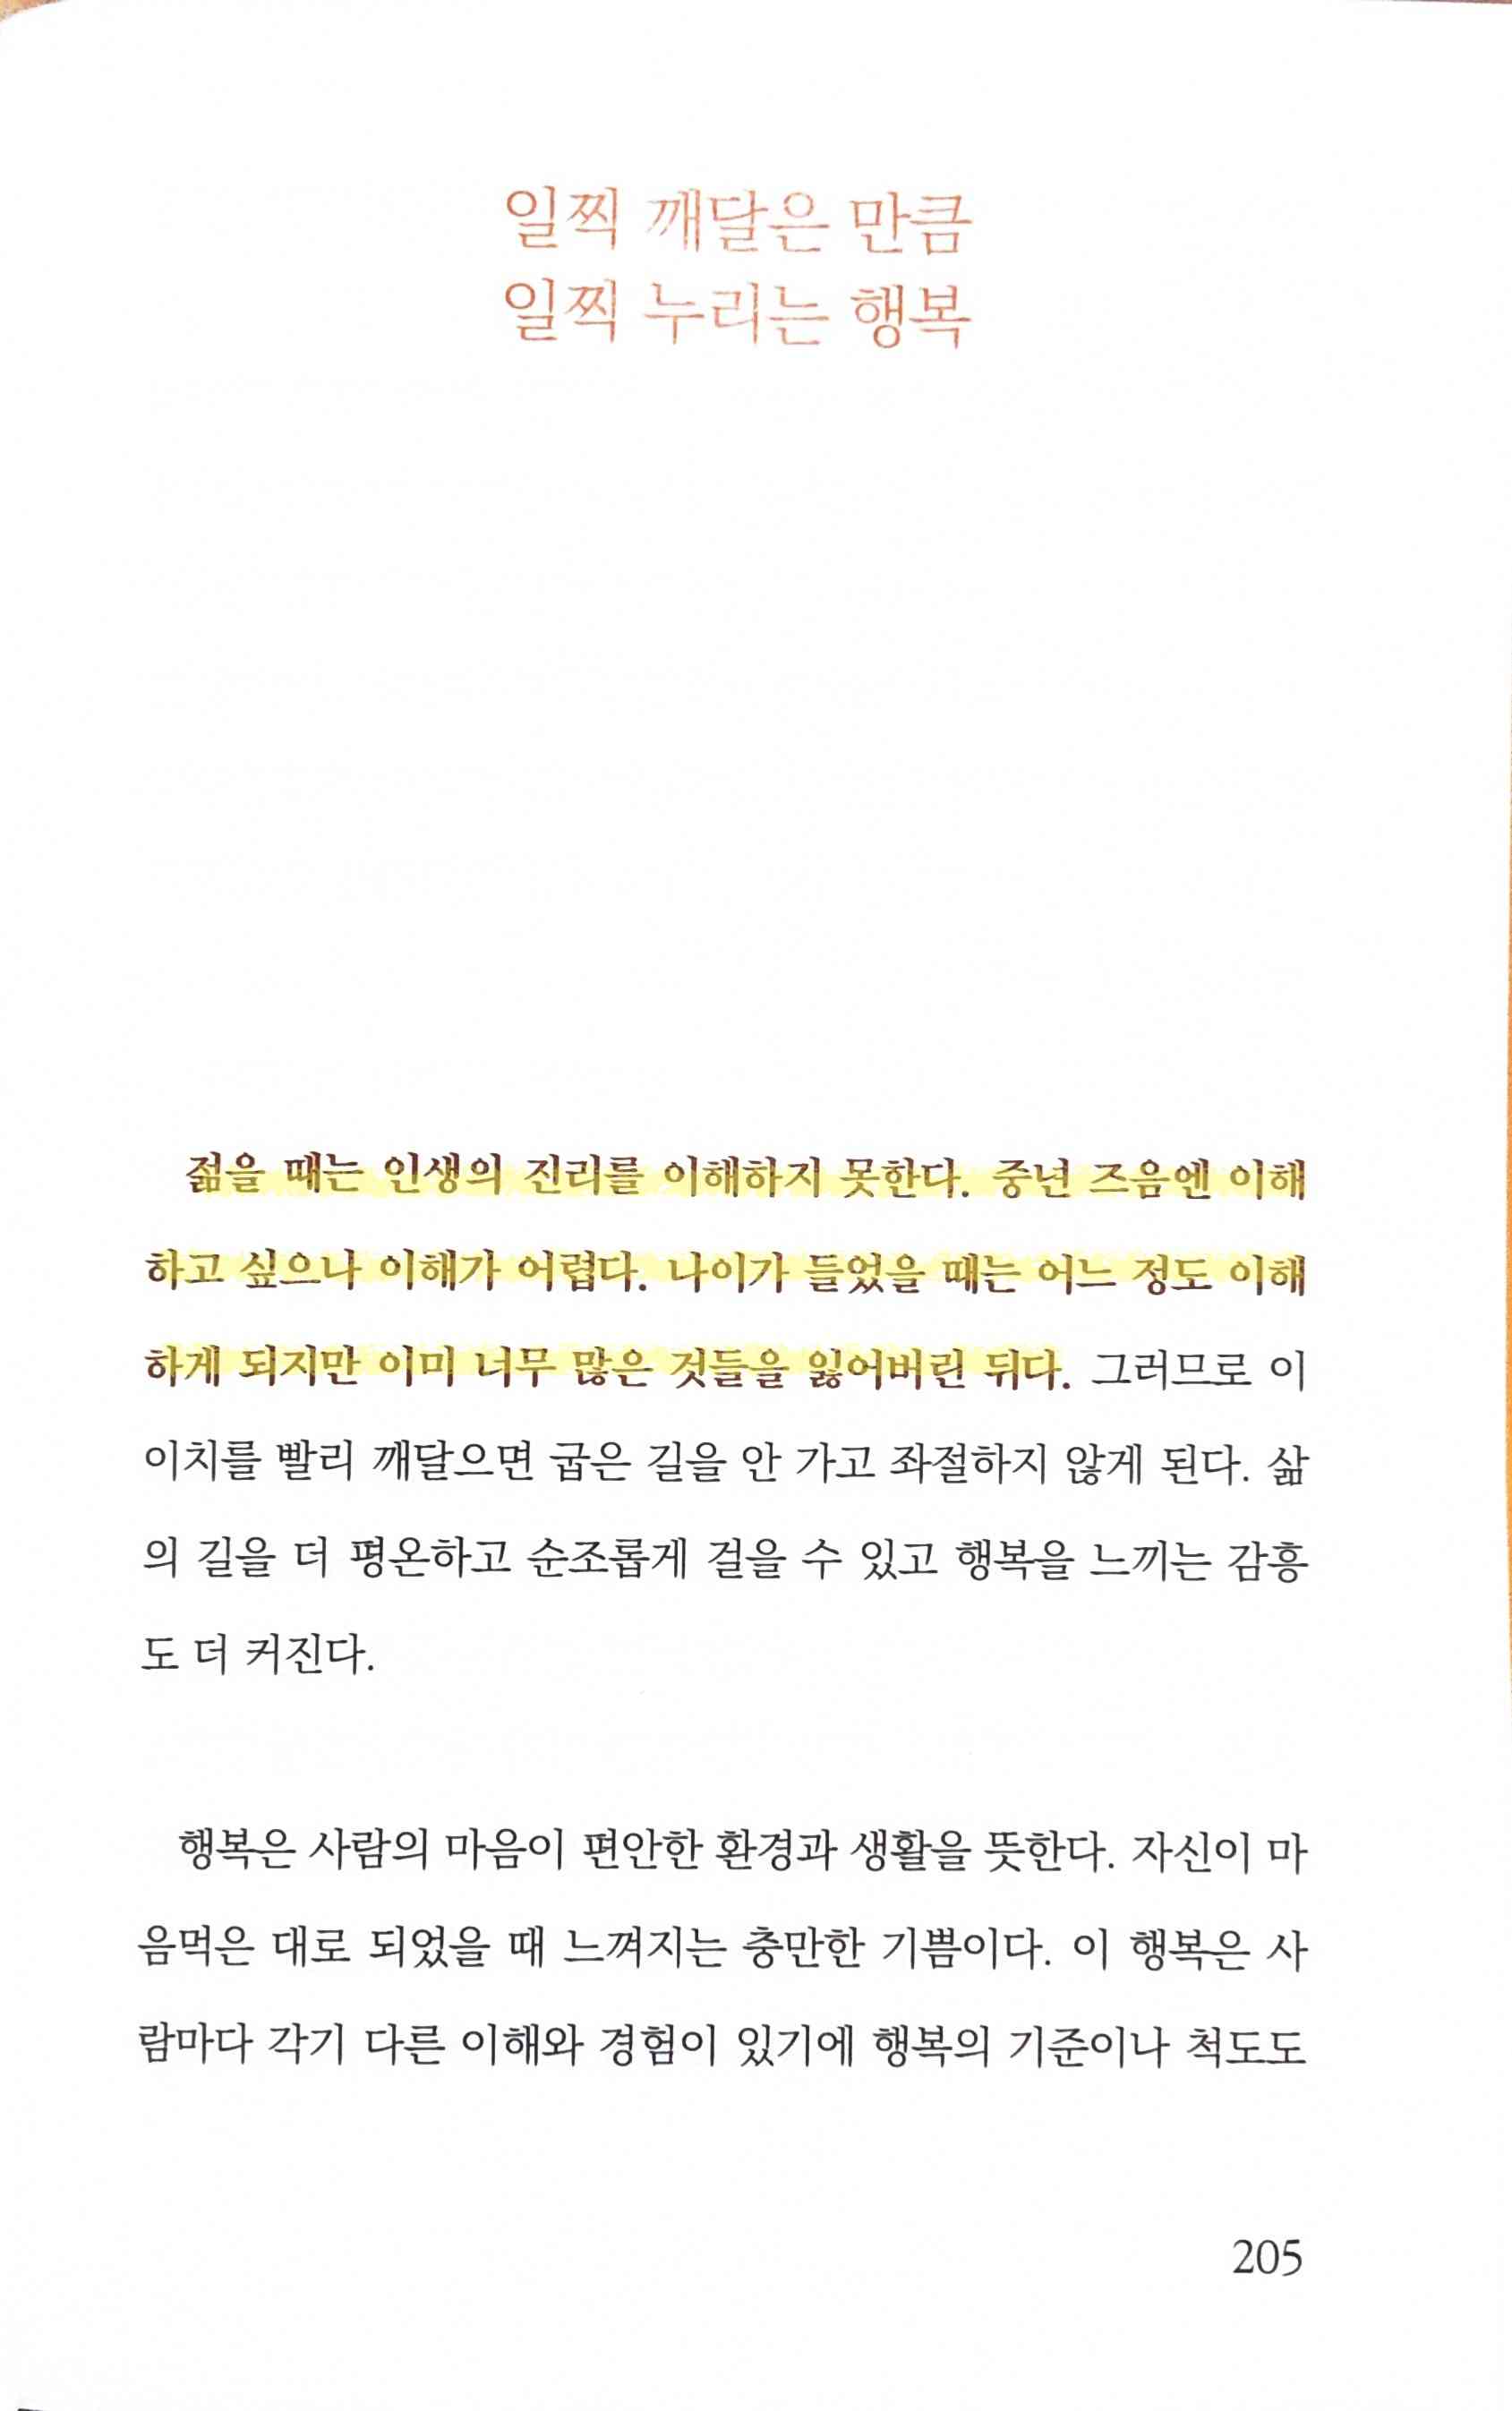 일찍 깨달은 만큼
일찍 누리는 행복
젊을 때는 인생의 진리를 이해하지 못한다. 중년 즈음엔 이해
하고 싶으나 이해가 어렵다. 나이가 들었을 때는 어느 정도 이해
하게 되지만 이미 너무 많은 것들을 잃어버린 뒤다. 그러므로 이
이치를 빨리 깨달으면 굽은 길을 안 가고 좌절하지 않게 된다. 삶
의 길을 더 평온하고 순조롭게 걸을 수 있고 행복을 느끼는 감흥
도 더 커진다.
행복은 사람의 마음이 편안한 환경과 생활을 뜻한다. 자신이 마
음먹은 대로 되었을 때 느껴지는 충만한 기쁨이다. 이 행복은 사
람마다 각기 다른 이해와 경험이 있기에 행복의 기준이나 척도도
205